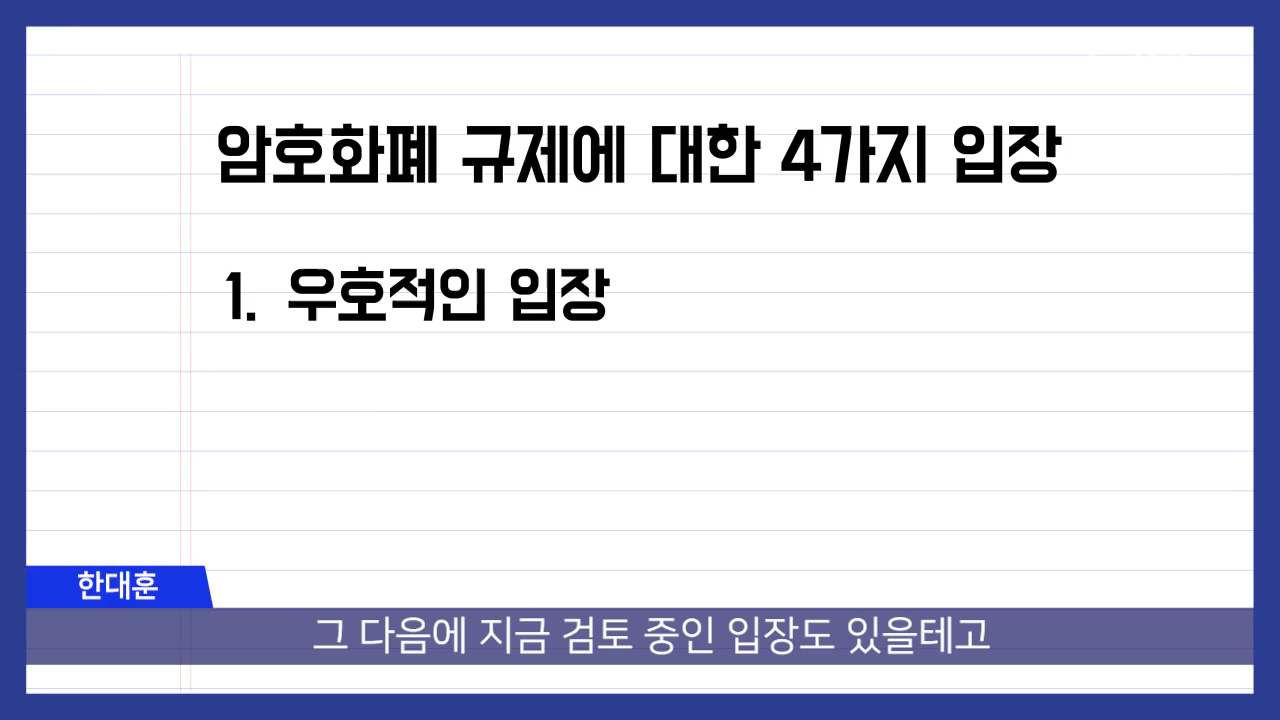 암호화폐 규제에 대한 4가지 입장
1. 우호적인 입장
한대훈
그 다음에 지금 검토 중인 입장도 있을테고